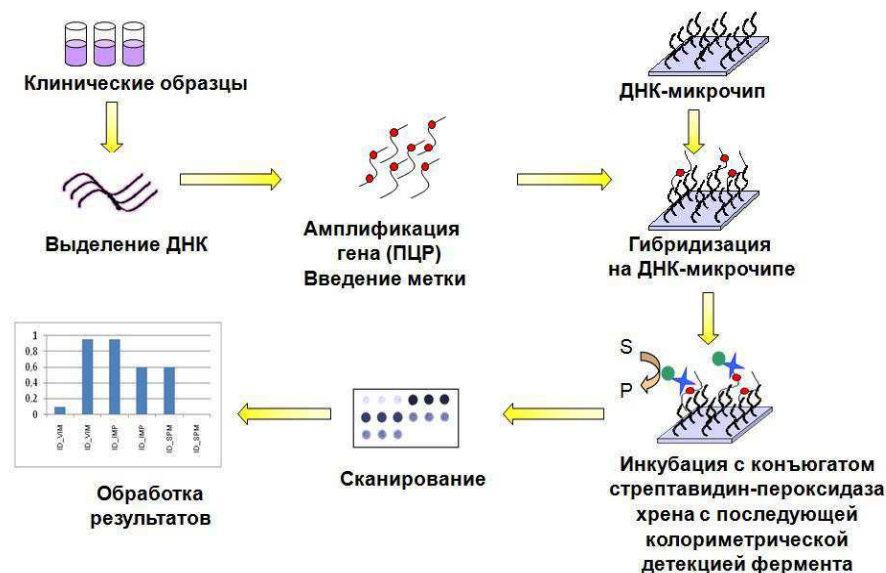 Клинические образцы
ДНК-микрочип
Выделение ДНК
Амплификация
гена (ПЦР)
Введение метки
Гибридизация
на ДНК-микрочипе
S
P
Инкубация с конъюгатом
стрептавидин-пероксидаза
хрена с последующей
колориметрической
детекцией фермента
Сканирование
1
0.8
0.6
0.4
0.2
0
ID_VIM
ID_VIM
ID_IMP
ID_IMP
ID_SPM
ID_SPM
Обработка
результатов